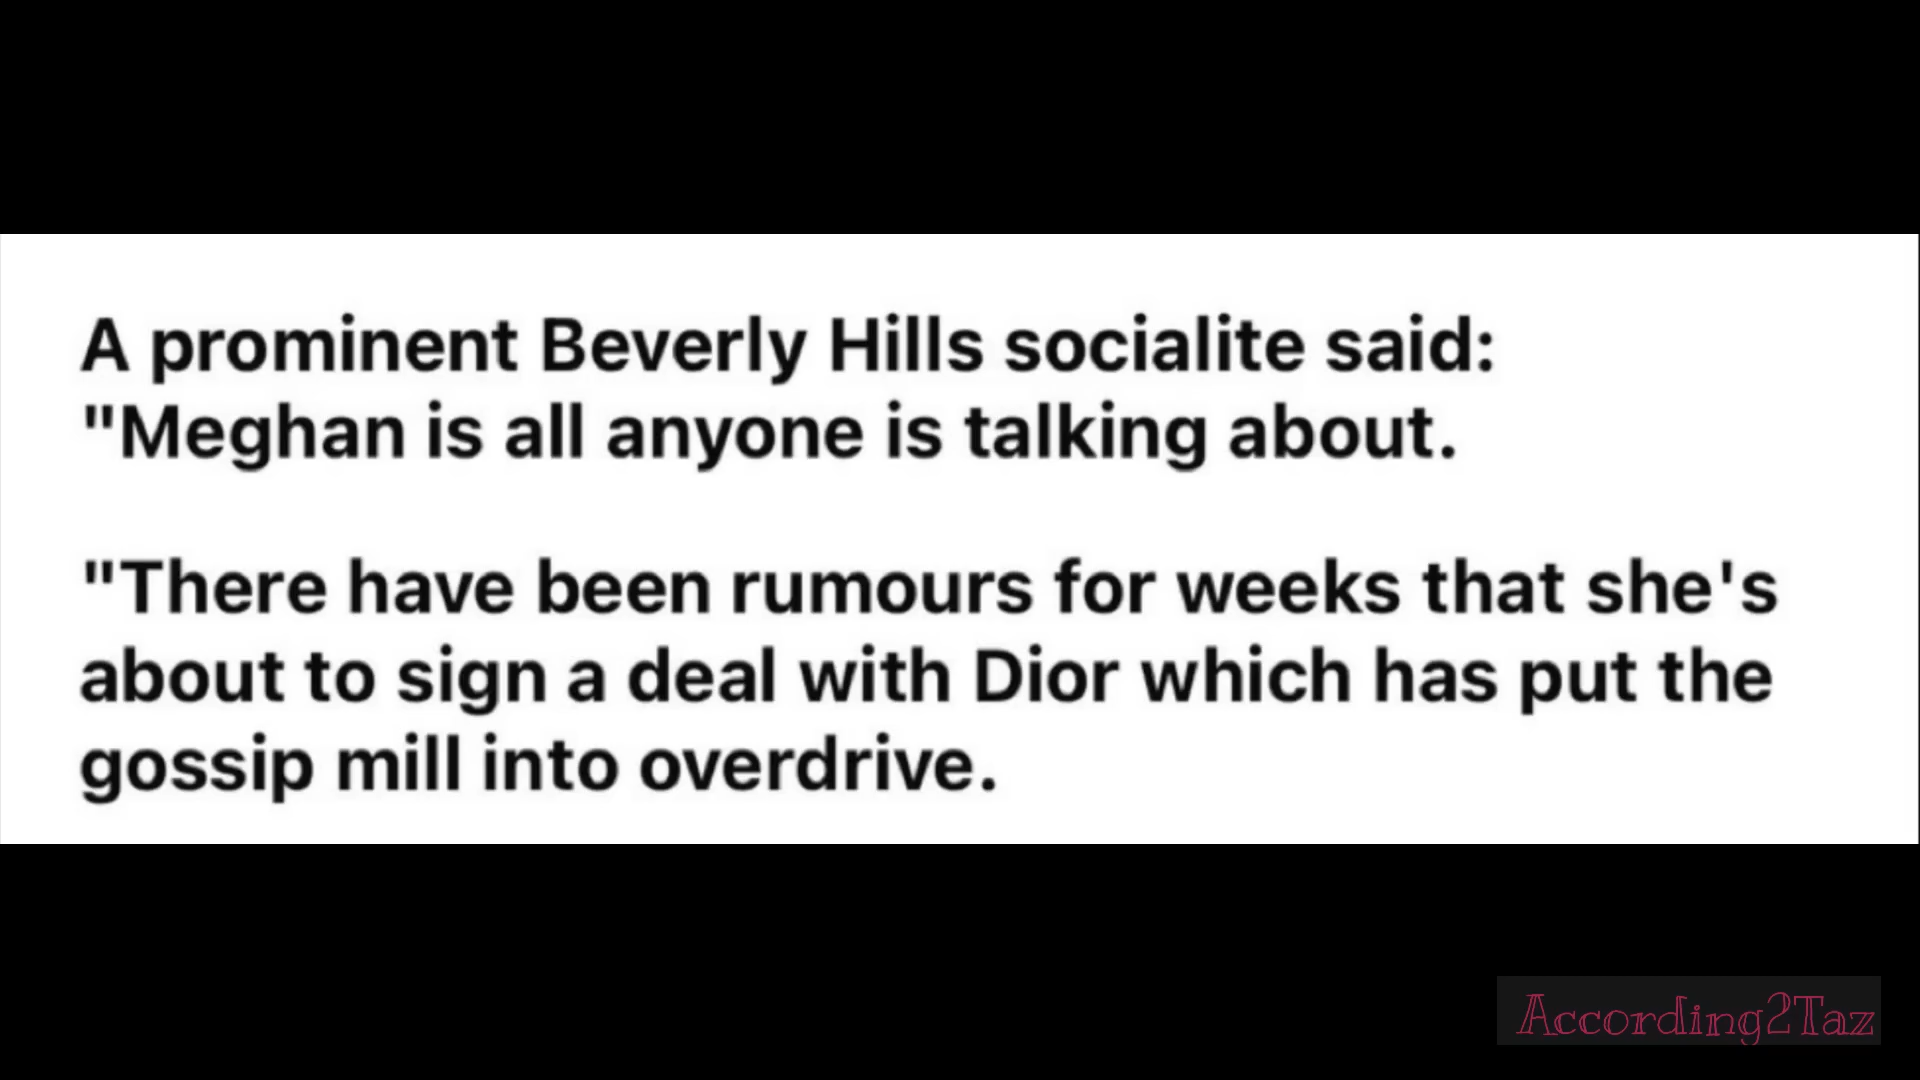 A prominent Beverly Hills socialite said:
"Meghan is all anyone is talking about.
"There have been rumours for weeks that she's
about to sign a deal with Dior which has put the
gossip mill into overdrive.
According2Taz